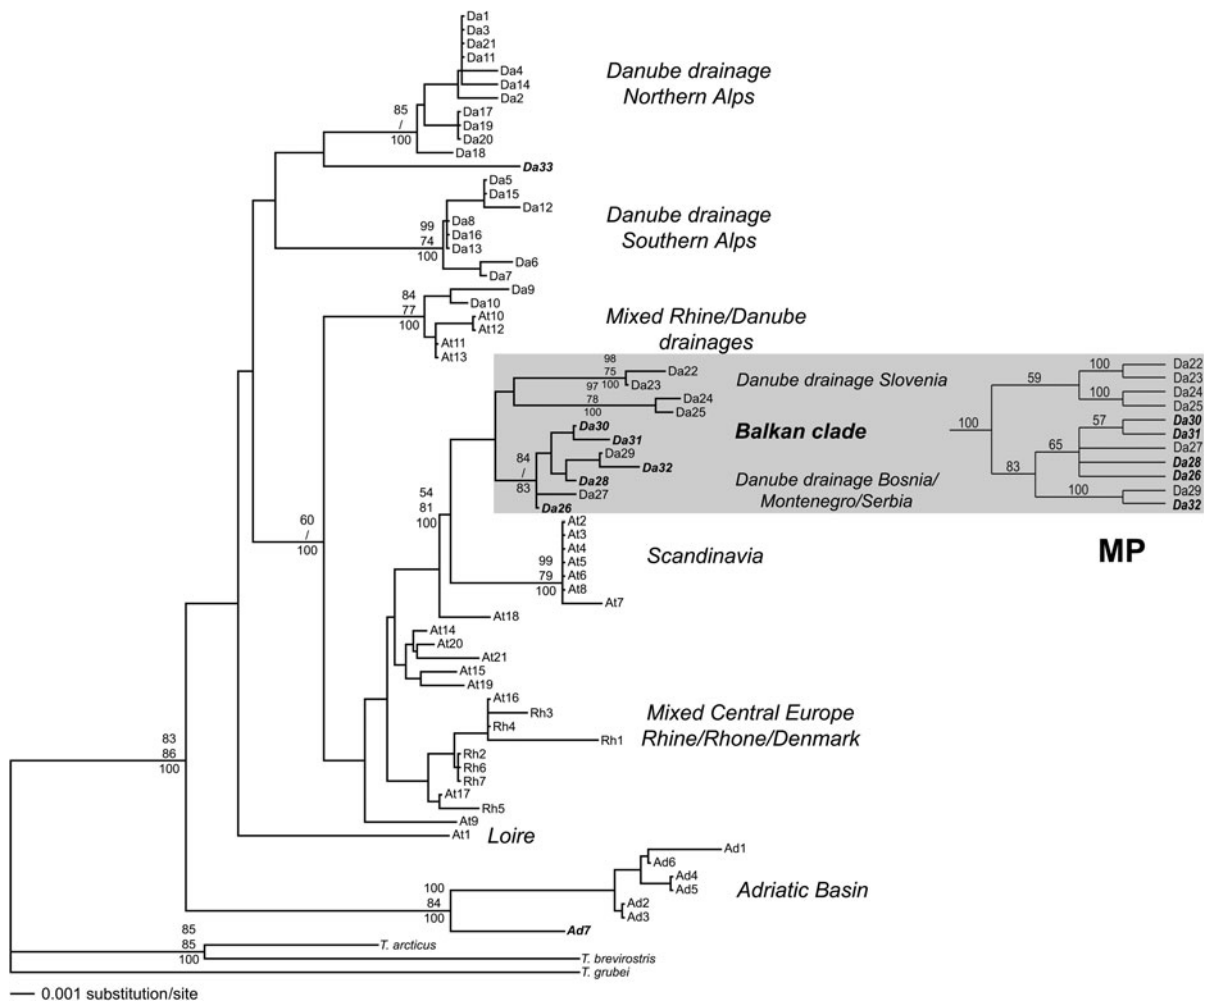 Da1
Da3
Da21
Da11
Da4
Da14
Da2
85
/
100
Da17
Da19
Da20
Da18
Da33
Danube drainage
Northern Alps
Da5
Da15
Da12
99
74
100
Da8
Da16
Da13
Da6
Da7
Danube drainage
Southern Alps
84
77
100
Da9
Da10
At10
At12
At11
At13
Mixed Rhine/Danube
drainages
98
75
100
Da22
Da23
97
78
100
Da24
Da25
Danube drainage Slovenia
Balkan clade
84
/
83
Da30
Da31
Da29
Da32
Da28
Da27
Da26
Danube drainage Bosnia/
Montenegro/Serbia
100
59
100
100
83
65
57
100
Da22
Da23
Da24
Da25
Da30
Da31
Da27
Da28
Da26
Da29
Da32
MP
60
/
100
54
81
100
At2
At3
At4
At5
At6
At8
At7
99
79
100
Scandinavia
At18
At14
At20
At21
At15
At19
At16
Rh3
Rh4
Rh1
Rh2
Rh6
Rh7
At17
Rh5
At9
Mixed Central Europe
Rhine/Rhone/Denmark
At1
Loire
83
86
100
100
84
100
Ad1
Ad6
Ad4
Ad5
Ad2
Ad3
Ad7
Adriatic Basin
85
85
100
T. arcticus
T. brevirostris
T. grubei
0.001 substitution/site